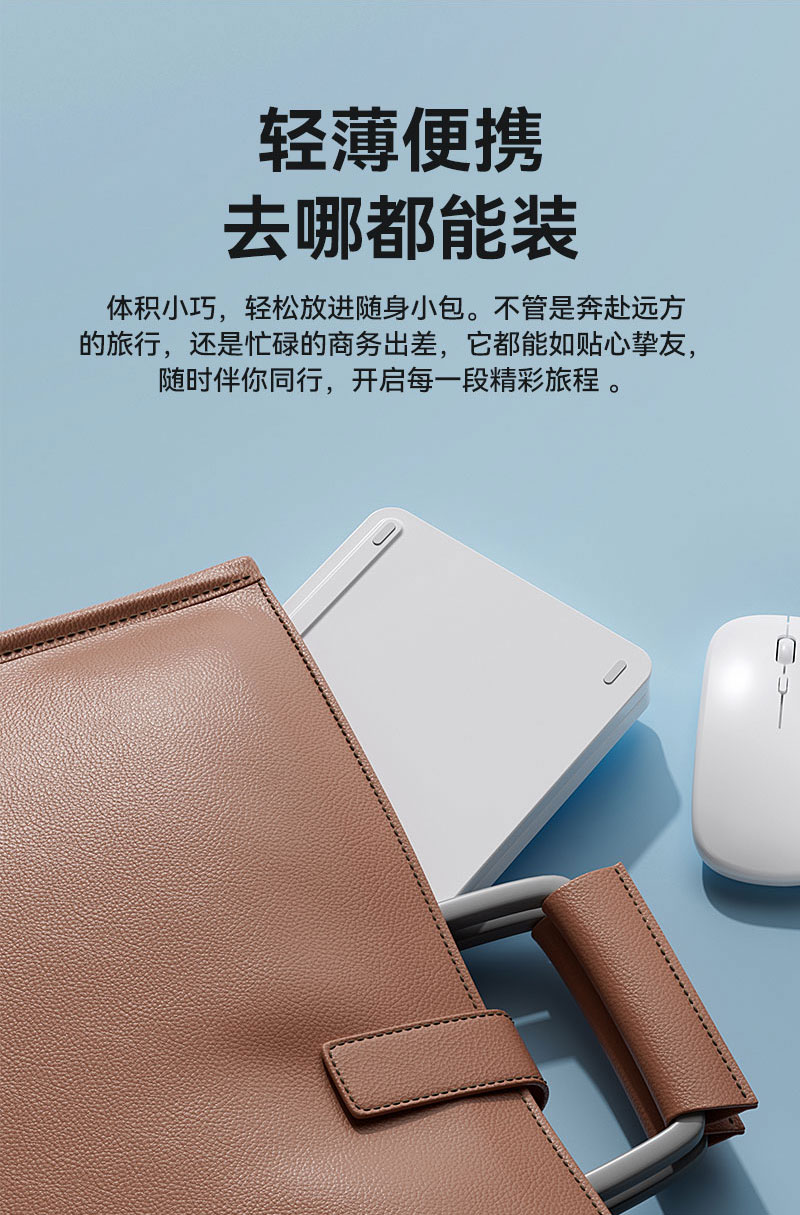 轻薄便携
去哪都能装
体积小巧，轻松放进随身小包。不管是奔赴远方
的旅行，还是忙碌的商务出差，它都能如贴心挚友，
随时伴你同行，开启每一段精彩旅程 。